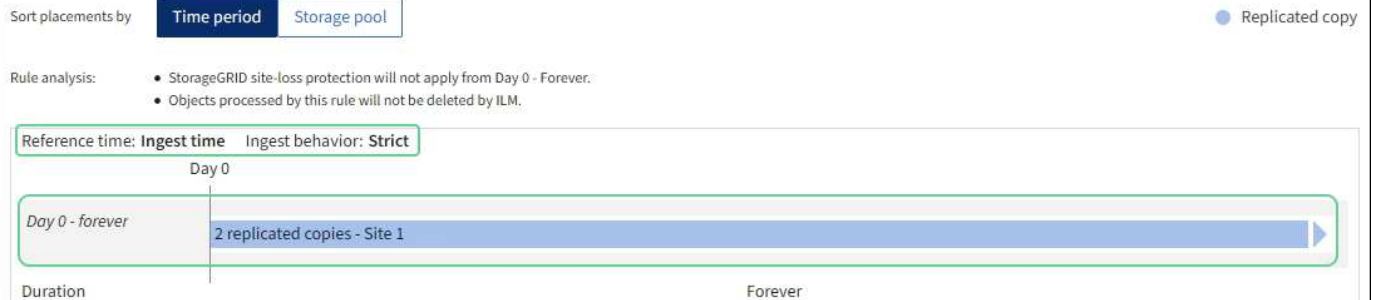 Sort placements by Time period Storage pool Replicated copy
Rule analysis: • StorageGRID site-loss protection will not apply from Day 0 - Forever.
• Objects processed by this rule will not be deleted by ILM.
Reference time: Ingest time Ingest behavior: Strict
Day 0
Day 0 - forever
2 replicated copies - Site 1
Duration Forever